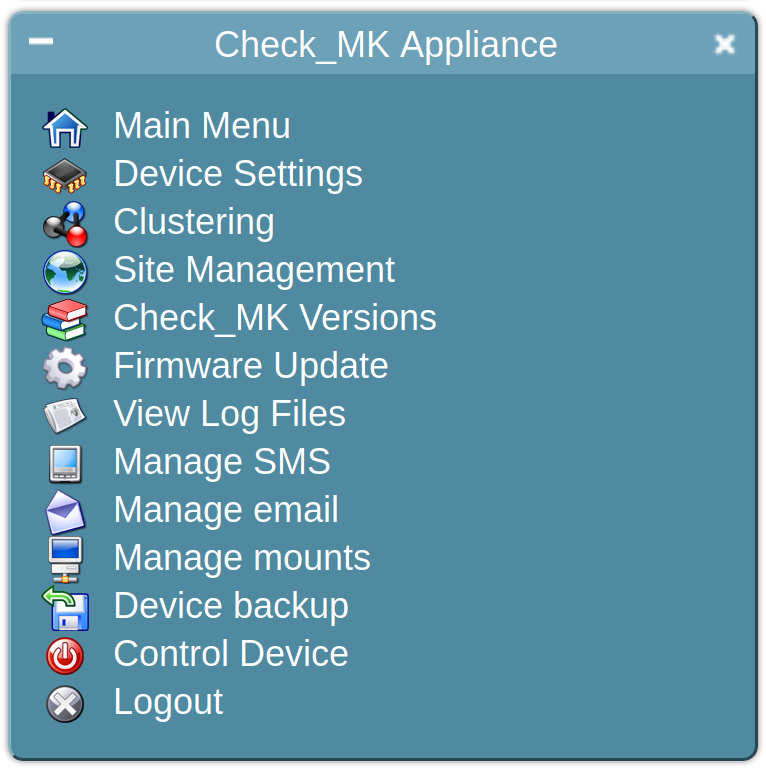 Check_MK Appliance
Main Menu
Device Settings
Clustering
Site Management
Check_MK Versions
Firmware Update
View Log Files
Manage SMS
Manage email
Manage mounts
Device backup
Control Device
Logout